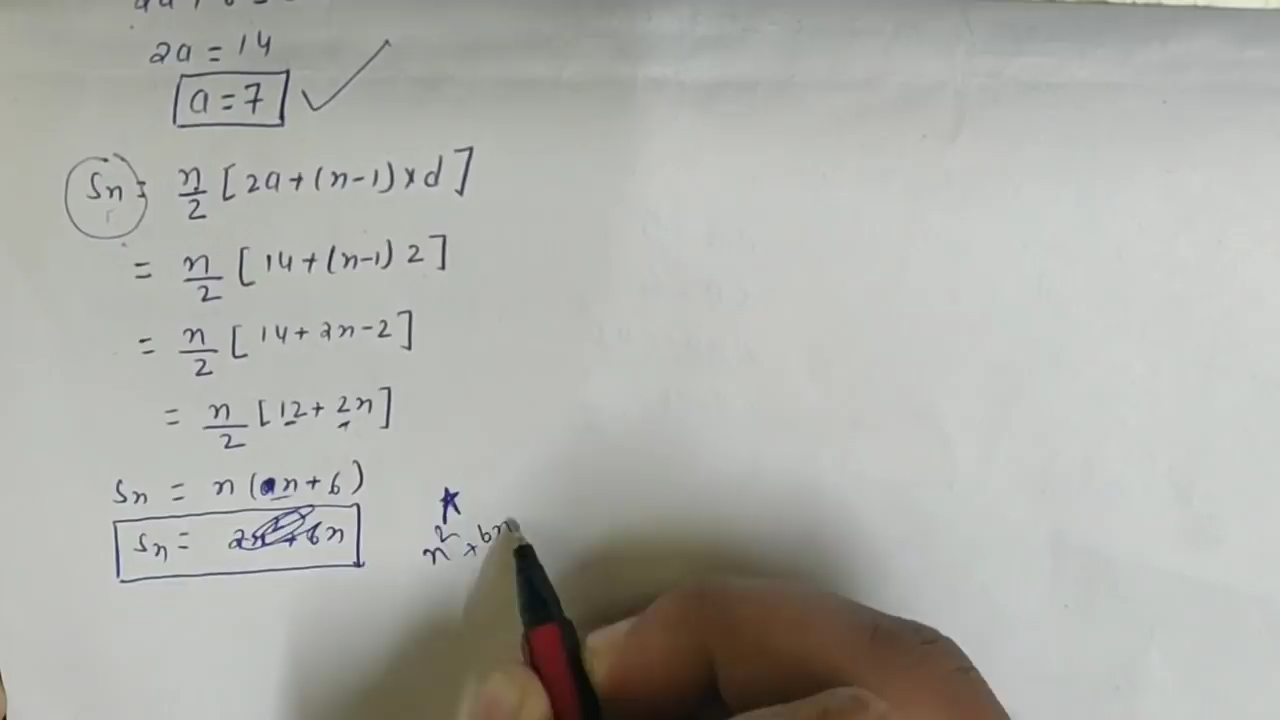 2a = 14
a = 7
Sn = n/2 [2a+(n-1)×d]
= n/2 [14+(n-1) 2]
= n/2 [14+2n-2]
= n/2 [12+2n]
Sn = n(n+6)
Sn = 6n
n²+6n